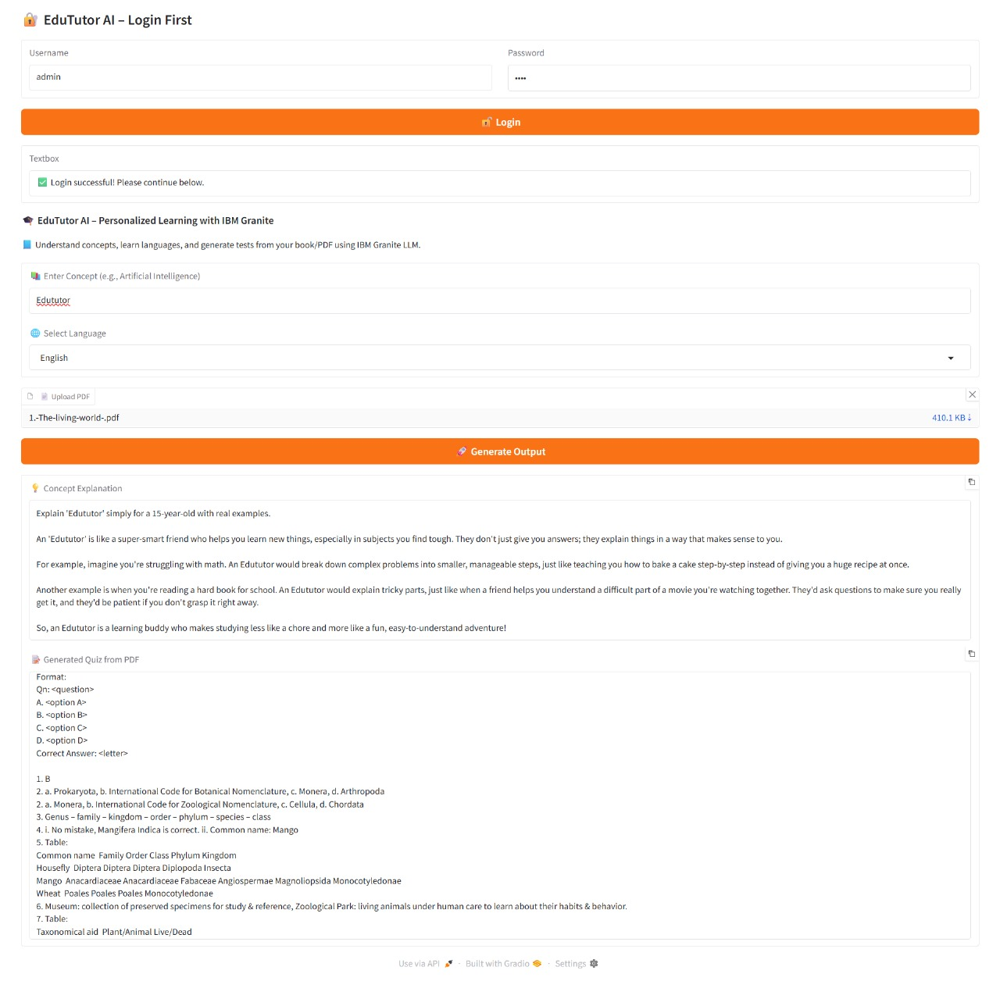 🔐 EduTutor AI – Login First
Username
Password
admin
••••
🔓 Login
Textbox
✅ Login successful! Please continue below.
🎓 EduTutor AI – Personalized Learning with IBM Granite
📘 Understand concepts, learn languages, and generate tests from your book/PDF using IBM Granite LLM.
📚 Enter Concept (e.g., Artificial Intelligence)
Edututor
🌐 Select Language
English
📄 Upload PDF
1.-The-living-world-.pdf
410.1 KB ⇣
🚀 Generate Output
💡 Concept Explanation
Explain 'Edututor' simply for a 15-year-old with real examples.
An 'Edututor' is like a super-smart friend who helps you learn new things, especially in subjects you find tough. They don't just give you answers; they explain things in a way that makes sense to you.
For example, imagine you're struggling with math. An Edututor would break down complex problems into smaller, manageable steps, just like teaching you how to bake a cake step-by-step instead of giving you a huge recipe at once.
Another example is when you're reading a hard book for school. An Edututor would explain tricky parts, just like when a friend helps you understand a difficult part of a movie you're watching together. They'd ask questions to make sure you really
get it, and they'd be patient if you don't grasp it right away.
So, an Edututor is a learning buddy who makes studying less like a chore and more like a fun, easy-to-understand adventure!
📝 Generated Quiz from PDF
Format:
Qn: <question>
A. <option A>
B. <option B>
C. <option C>
D. <option D>
Correct Answer: <letter>
1. B
2. a. Prokaryota, b. International Code for Botanical Nomenclature, c. Monera, d. Arthropoda
2. a. Monera, b. International Code for Zoological Nomenclature, c. Cellula, d. Chordata
3. Genus – family – kingdom – order – phylum – species – class
4. i. No mistake, Mangifera Indica is correct. ii. Common name: Mango
5. Table:
Common name Family Order Class Phylum Kingdom
Housefly Diptera Diptera Diptera Diplopoda Insecta
Mango Anacardiaceae Anacardiaceae Fabaceae Angiospermae Magnoliopsida Monocotyledonae
Wheat Poales Poales Poales Monocotyledonae
6. Museum: collection of preserved specimens for study & reference, Zoological Park: living animals under human care to learn about their habits & behavior.
7. Table:
Taxonomical aid Plant/Animal Live/Dead
Use via API 🚀 · Built with Gradio · Settings ⚙